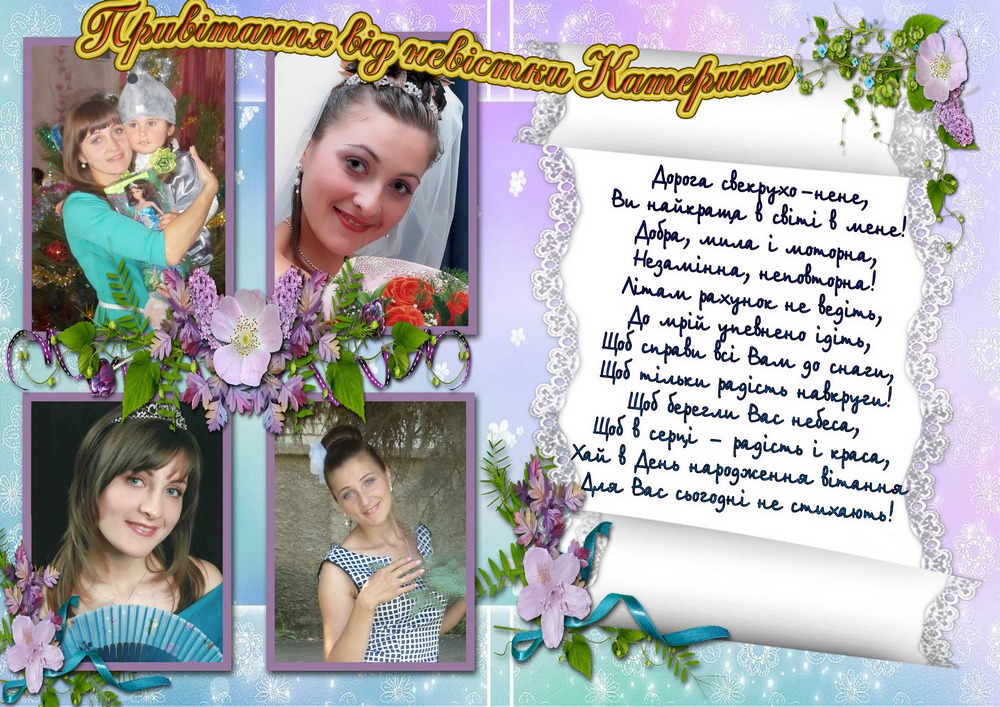 Привітання від невістки Катерини
Дорога свекрухо-нене,
Ви найкраща в світі в мене!
Добра, мила і моторна,
Незамінна, неповторна!
Літам рахунок не ведіть,
До мрій упевнено ідіть,
Щоб справи всі Вам до снаги,
Щоб тільки радість навкруги!
Щоб берегли Вас небеса,
Щоб в серці - радість і краса,
Хай в День народження вітання
Для Вас сьогодні не стихають!